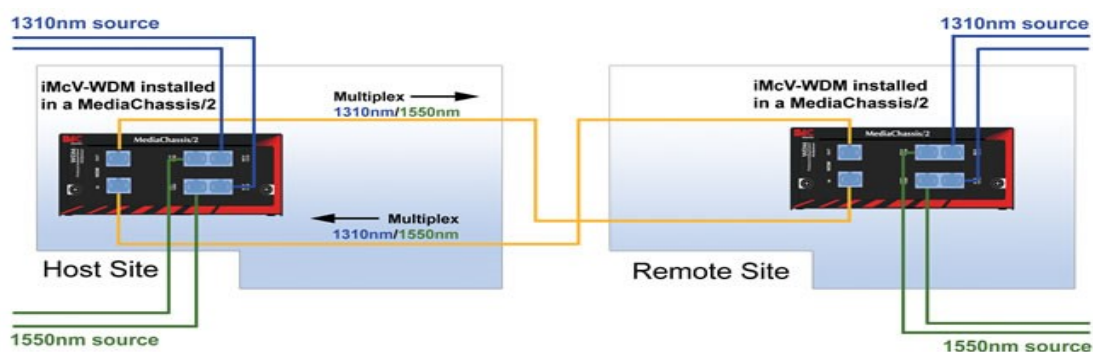 1310nm source
1310nm source
iMcV-WDM installed
in a MediaChassis/2
Multiplex
1310nm/1550nm
iMcV-WDM installed
in a MediaChassis/2
MediaChassis/2
MediaChassis/2
Multiplex
1310nm/1550nm
Host Site
Remote Site
1550nm source
1550nm source